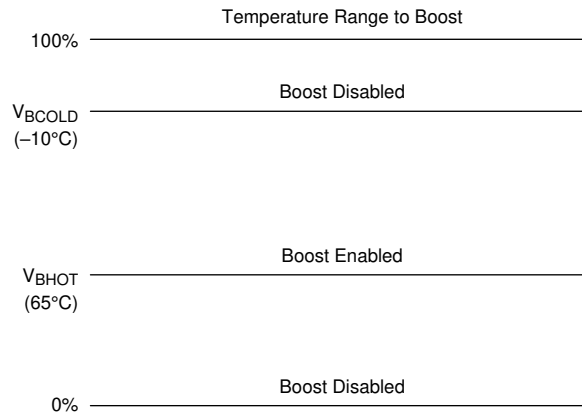 Temperature Range to Boost
100%
Boost Disabled
VBCOLD
(–10°C)
Boost Enabled
VBHOT
(65°C)
Boost Disabled
0%